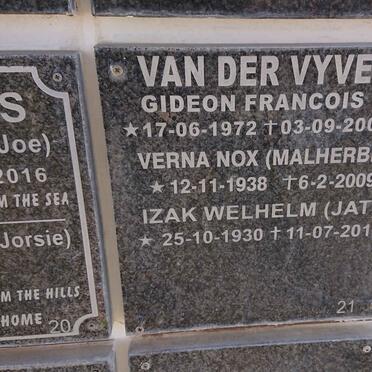 S
Joe)
2016
M THE SEA
Jorsie)
M THE HILLS
HOME
20
VAN DER VYVE
GIDEON FRANCOIS
★17-06-1972 †03-09-200
VERNA NOX (MALHERB
★12-11-1938 †6-2-2009
IZAK WELHELM (JAT
★ 25-10-1930 †11-07-201
21